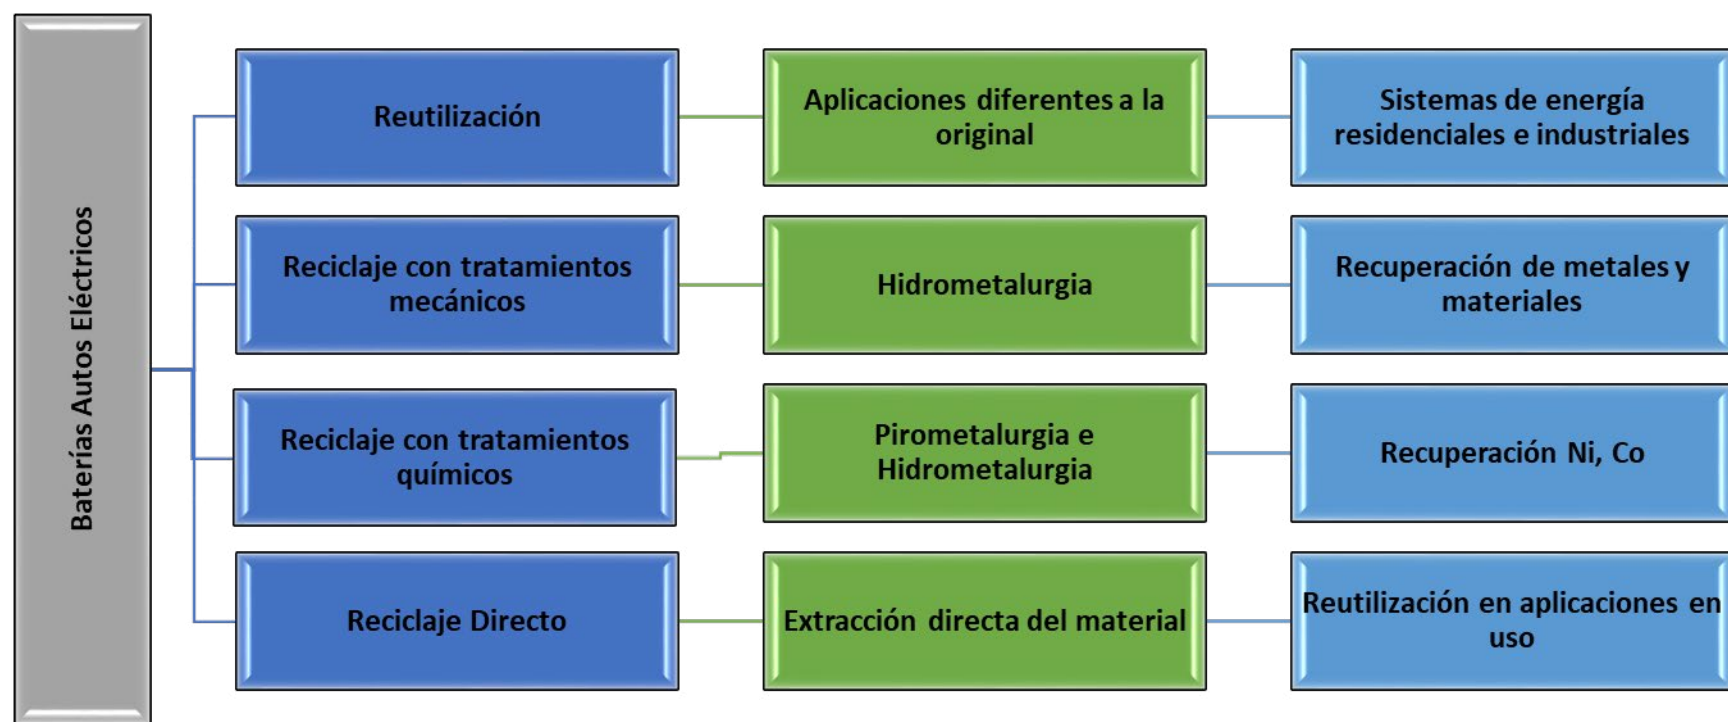 Baterías Autos Eléctricos
Reutilización
Aplicaciones diferentes a la
original
Sistemas de energía
residenciales e industriales
Reciclaje con tratamientos
mecánicos
Hidrometalurgia
Recuperación de metales y
materiales
Reciclaje con tratamientos
químicos
Pirometalurgia e
Hidrometalurgia
Recuperación Ni, Co
Reciclaje Directo
Extracción directa del material
Reutilización en aplicaciones en
uso